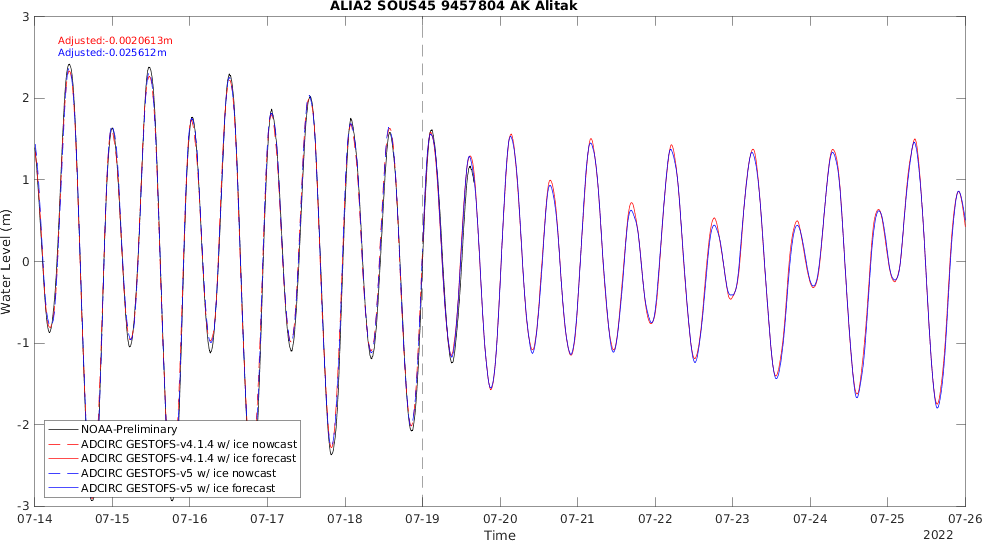 ALIA2 SOUS45 9457804 AK Alitak
Adjusted:-0.0020613m
Adjusted:-0.025612m
3
2
1
0
-1
-2
-3
Water Level (m)
NOAA-Preliminary
ADCIRC GESTOFS-v4.1.4 w/ ice nowcast
ADCIRC GESTOFS-v4.1.4 w/ ice forecast
ADCIRC GESTOFS-v5 w/ ice nowcast
ADCIRC GESTOFS-v5 w/ ice forecast
07-14 07-15 07-16 07-17 07-18 07-19 07-20 07-21 07-22 07-23 07-24 07-25 07-26
Time
2022